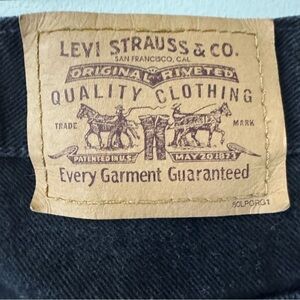 LEVI STRAUSS & CO.
SAN FRANCISCO, CAL
ORIGINAL RIVETED
QUALITY CLOTHING
TRADE MARK
PATENTED IN U.S. MAY 20 1873
Every Garment Guaranteed